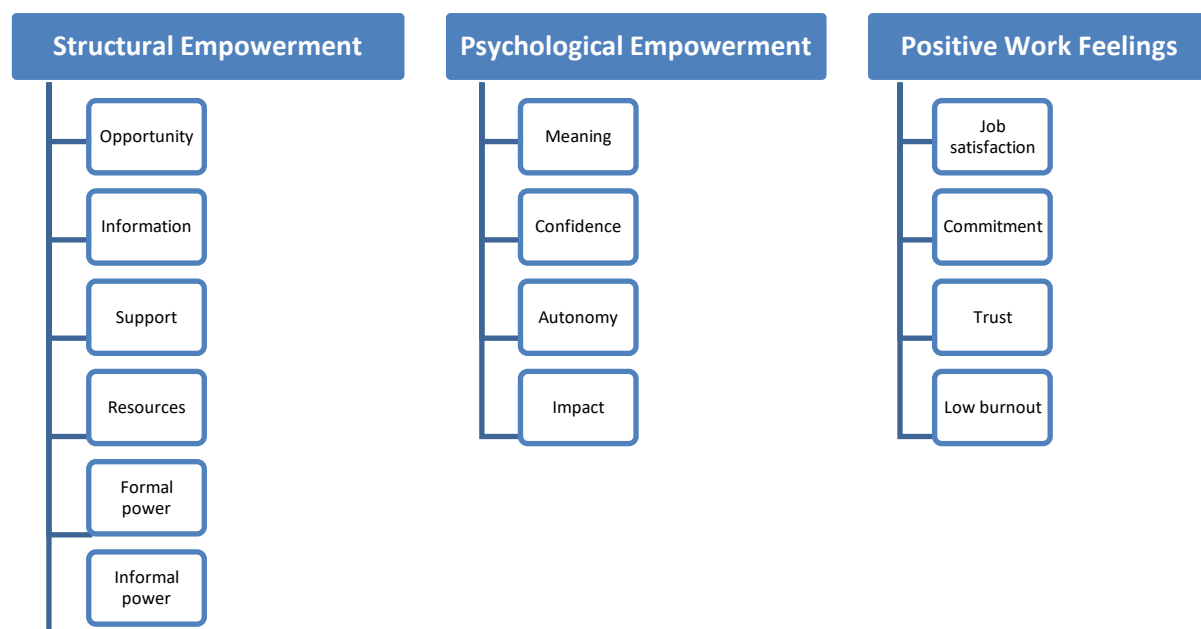 Structural Empowerment
Opportunity
Information
Support
Resources
Formal
power
Informal
power
Psychological Empowerment
Meaning
Confidence
Autonomy
Impact
Positive Work Feelings
Job
satisfaction
Commitment
Trust
Low burnout